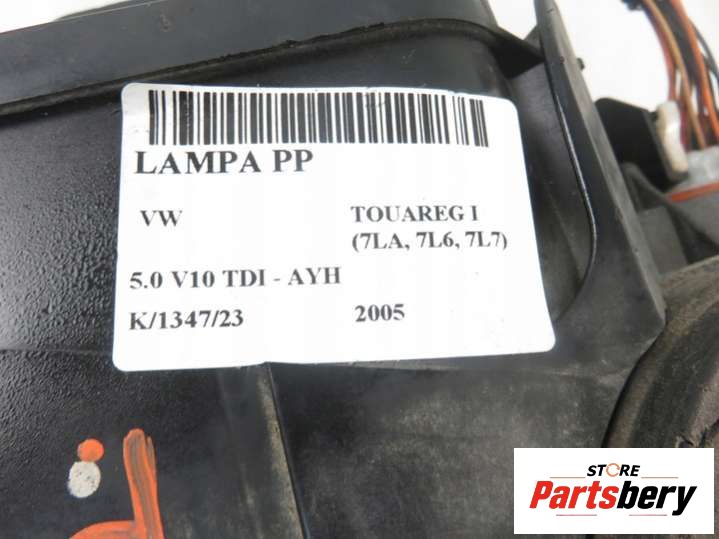 LAMPA PP
VW TOUAREG I
(7LA, 7L6, 7L7)
5.0 V10 TDI - AYH
K/1347/23 2005
STORE
Partsbery